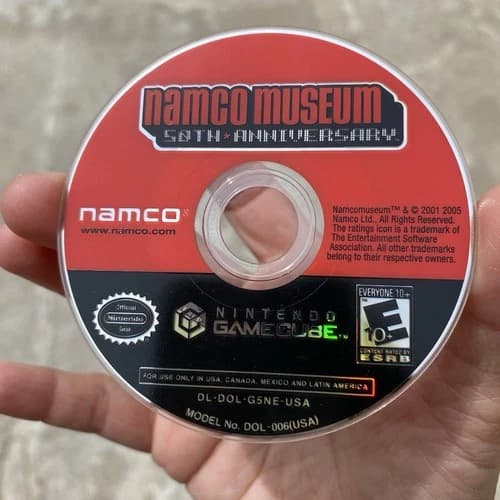 namco museum
50TH ★ ANNIVERSARY
namco
www.namco.com
Namcomuseum™ & © 2001 2005
Namco Ltd., All Rights Reserved.
The ratings icon is a trademark of
The Entertainment Software
Association. All other trademarks
belong to their respective owners.
Official
Nintendo
Seal
NINTENDO
GAMECUBE™
EVERYONE 10+
E
10+
CONTENT RATED BY
ESRB
FOR USE ONLY IN USA, CANADA, MEXICO AND LATIN AMERICA
DL-DOL-G5NE-USA
MODEL No. DOL-006(USA)